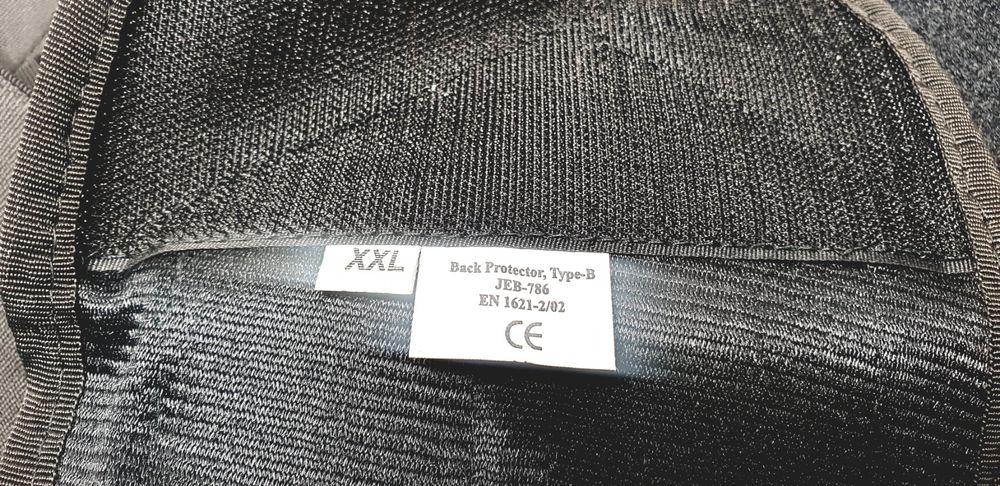 XXL
Back Protector, Type-B
JEB-786
EN 1621-2/02
CE